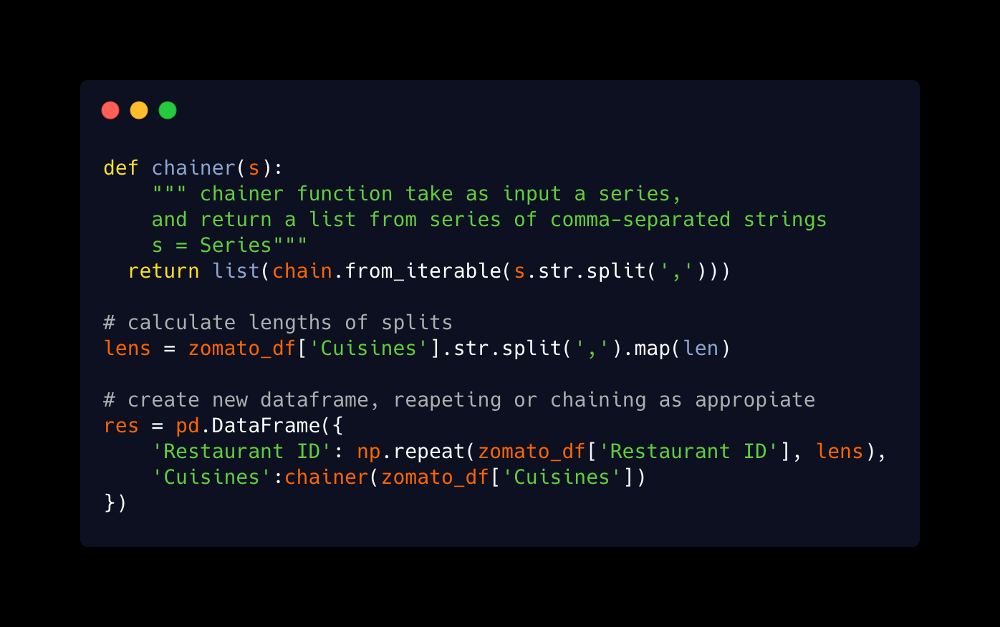 def chainer(s):
    """ chainer function take as input a series,
    and return a list from series of comma-separated strings
    s = Series"""
  return list(chain.from_iterable(s.str.split(',')))

# calculate lengths of splits
lens = zomato_df['Cuisines'].str.split(',').map(len)

# create new dataframe, reapeting or chaining as appropiate
res = pd.DataFrame({
    'Restaurant ID': np.repeat(zomato_df['Restaurant ID'], lens),
    'Cuisines':chainer(zomato_df['Cuisines'])
})